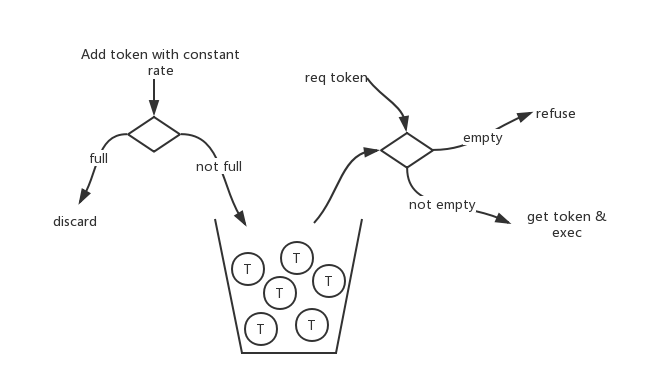 Add token with constant
rate
req token
refuse
empty
full
not full
not empty
get token &
exec
discard
T
T
T
T
T
T